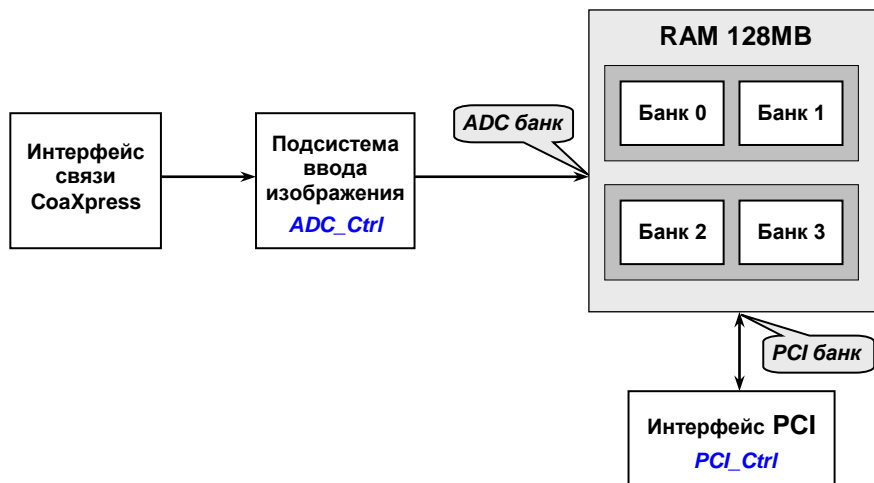 RAM 128MB
Банк 0
Банк 1
ADC банк
Интерфейс
связи
CoaXpress
Подсистема
ввода
изображения
ADC_Ctrl
Банк 2
Банк 3
PCI банк
Интерфейс PCI
PCI_Ctrl